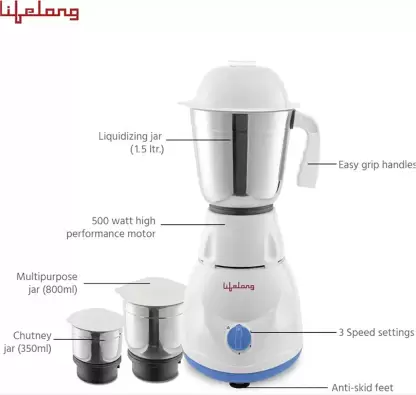 Lifelong
Liquidizing jar
(1.5 ltr.)
Easy grip handles
500 watt high
performance motor
Multipurpose
jar (800ml)
Lifelong
Chutney
jar (350ml)
3 Speed settings
Anti-skid feet